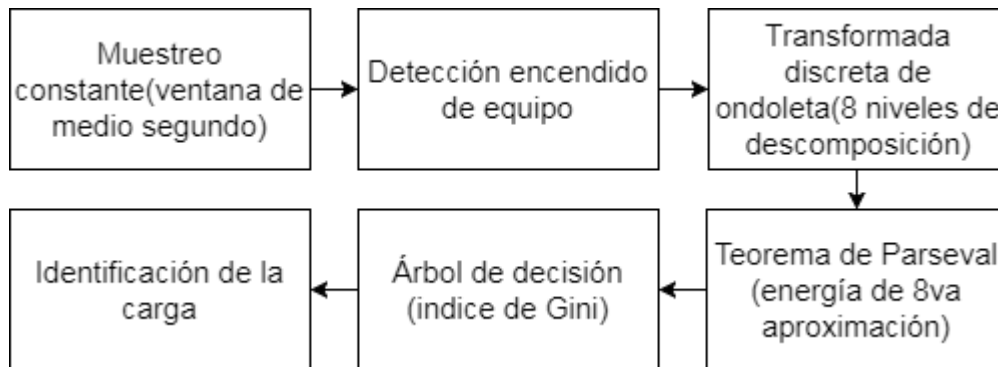 Muestreo
constante(ventana de
medio segundo)
Detección encendido
de equipo
Transformada
discreta de
ondoleta(8 niveles de
descomposición)
Teorema de Parseval
(energía de 8va
aproximación)
Árbol de decisión
(indice de Gini)
Identificación de la
carga